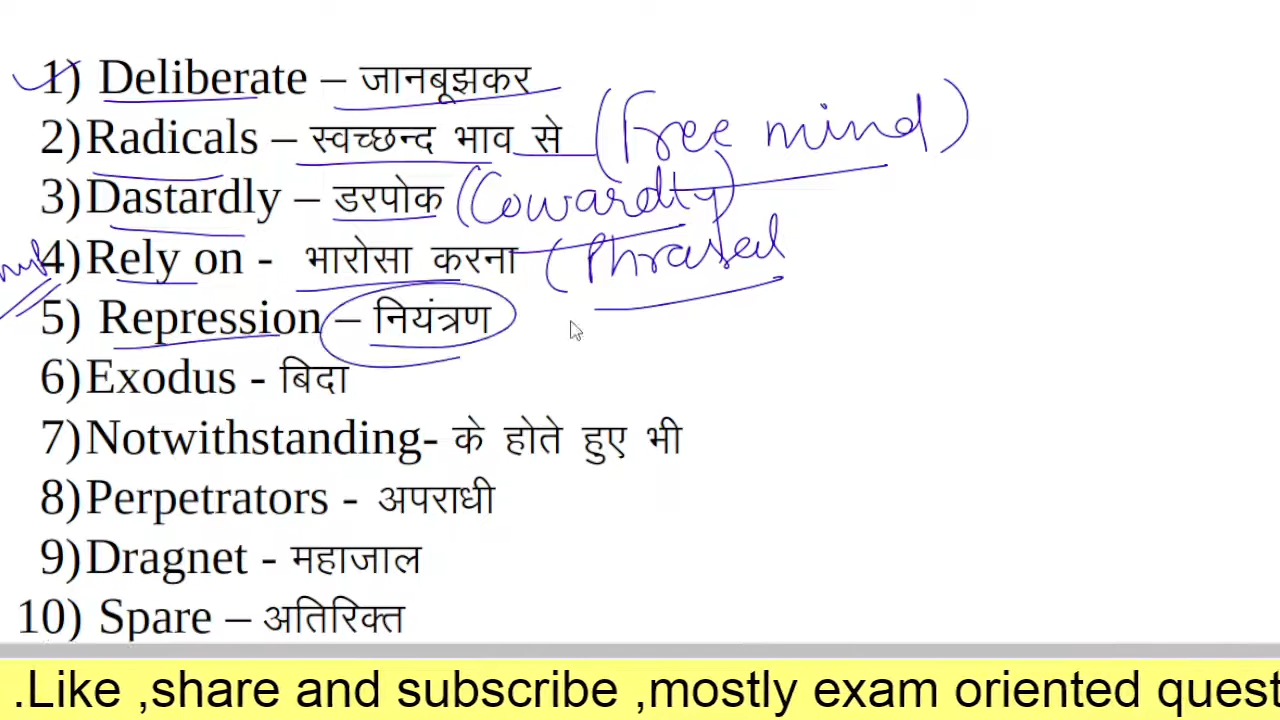 1) Deliberate – जानबूझकर
2)Radicals – स्वच्छन्द भाव से (Free mind)
3)Dastardly – डरपोक (Cowardly)
4)Rely on - भारोसा करना (Phrasal
5) Repression – नियंत्रण
6)Exodus - बिदा
7)Notwithstanding- के होते हुए भी
8)Perpetrators - अपराधी
9)Dragnet - महाजाल
10) Spare – अतिरिक्त
.Like ,share and subscribe ,mostly exam oriented quest